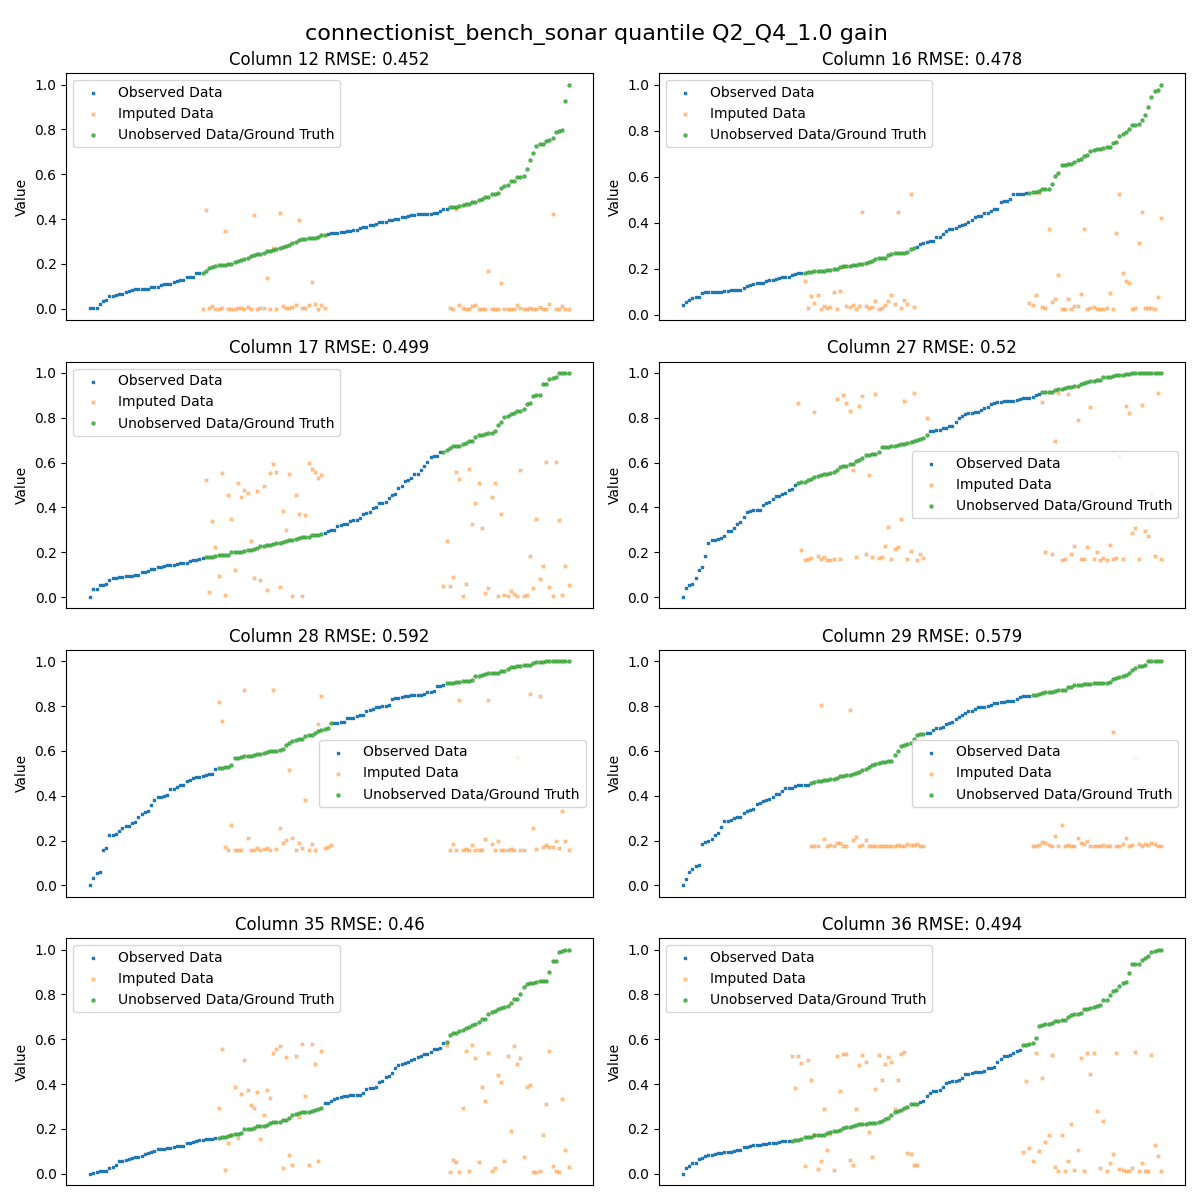 connectionist_bench_sonar quantile Q2_Q4_1.0 gain
Column 12 RMSE: 0.452
Value
1.0
0.8
0.6
0.4
0.2
0.0
Observed Data
Imputed Data
Unobserved Data/Ground Truth
Column 16 RMSE: 0.478
Value
1.0
0.8
0.6
0.4
0.2
0.0
Observed Data
Imputed Data
Unobserved Data/Ground Truth
Column 17 RMSE: 0.499
Value
1.0
0.8
0.6
0.4
0.2
0.0
Observed Data
Imputed Data
Unobserved Data/Ground Truth
Column 27 RMSE: 0.52
Value
1.0
0.8
0.6
0.4
0.2
0.0
Observed Data
Imputed Data
Unobserved Data/Ground Truth
Column 28 RMSE: 0.592
Value
1.0
0.8
0.6
0.4
0.2
0.0
Observed Data
Imputed Data
Unobserved Data/Ground Truth
Column 29 RMSE: 0.579
Value
1.0
0.8
0.6
0.4
0.2
0.0
Observed Data
Imputed Data
Unobserved Data/Ground Truth
Column 35 RMSE: 0.46
Value
1.0
0.8
0.6
0.4
0.2
0.0
Observed Data
Imputed Data
Unobserved Data/Ground Truth
Column 36 RMSE: 0.494
Value
1.0
0.8
0.6
0.4
0.2
0.0
Observed Data
Imputed Data
Unobserved Data/Ground Truth